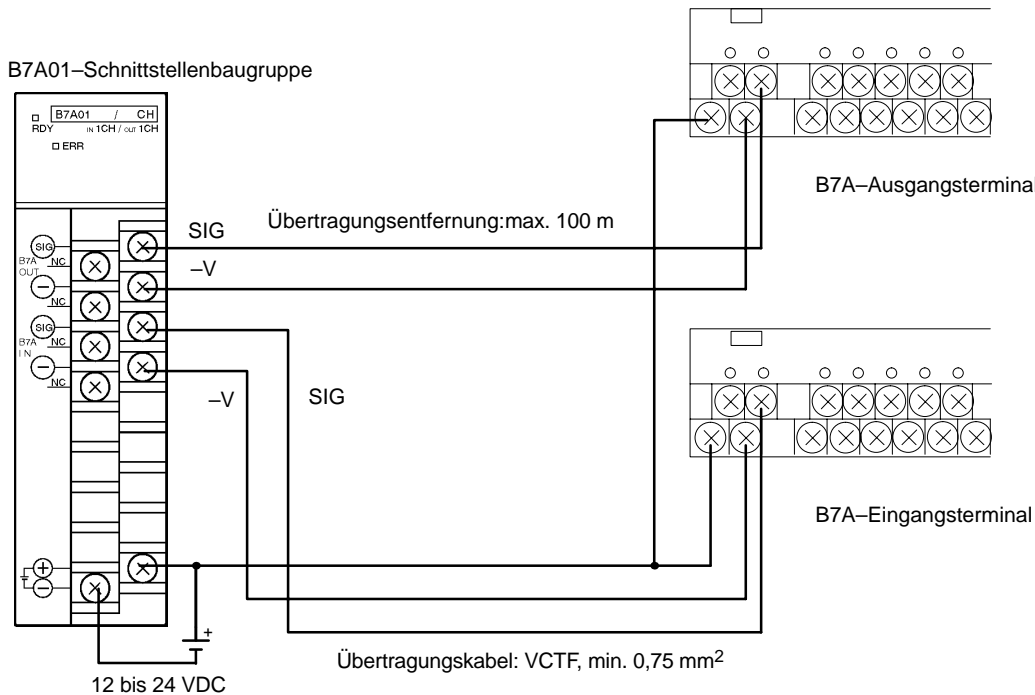 B7A01–Schnittstellenbaugruppe
B7A01 / CH
RDY IN 1CH / OUT 1CH
ERR
B7A–Ausgangsterminal
Übertragungsentfernung:max. 100 m
SIG
–V
SIG
B7A
OUT
NC
NC
SIG
B7A
IN
NC
NC
–V
SIG
B7A–Eingangsterminal
+
Übertragungskabel: VCTF, min. 0,75 mm²
12 bis 24 VDC